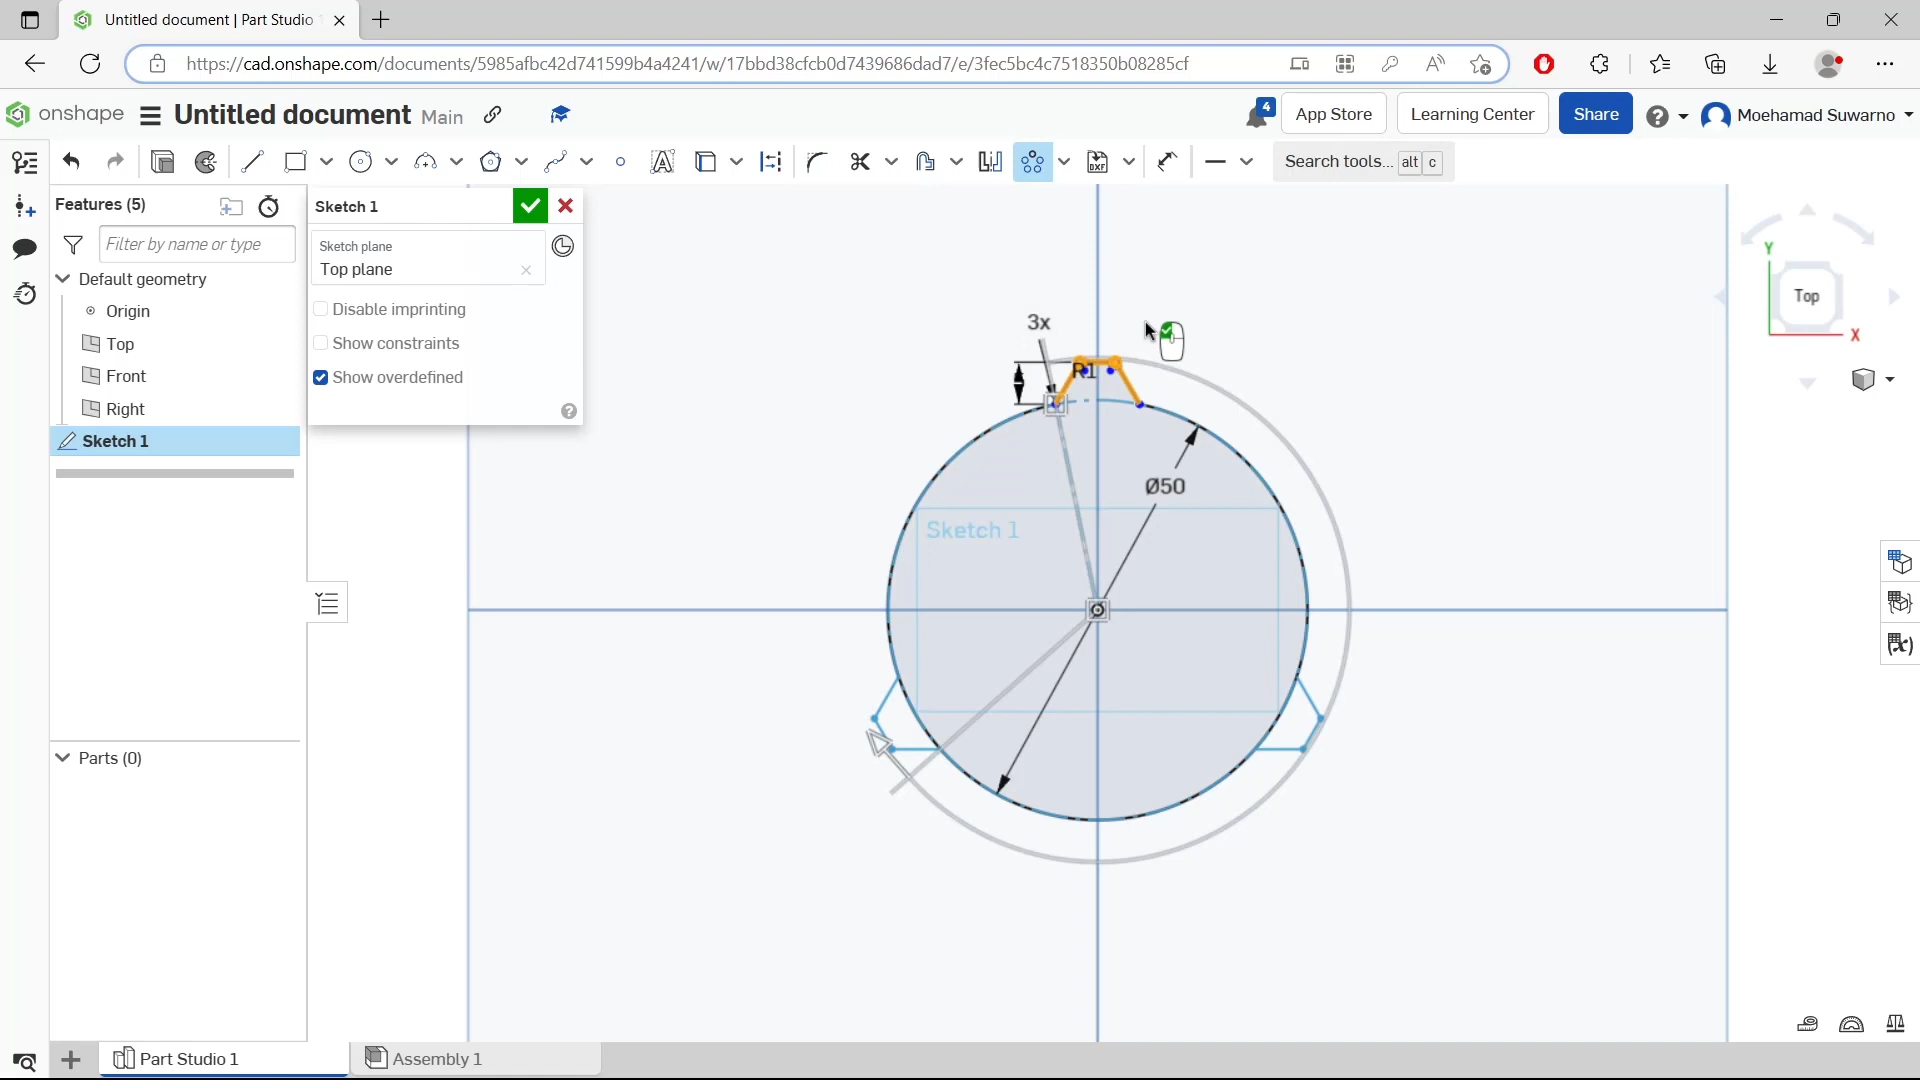 Untitled document | Part Studio
https://cad.onshape.com/documents/5985afbc42d741599b4a4241/w/17bbd38cfcb0d7439686dad7/e/3fec5bc4c7518350b08285cf
onshape Untitled document Main 4 App Store Learning Center Share Moehamad Suwarno
DXF Search tools... alt c
Features (5)
Filter by name or type
Default geometry
Origin
Top
Front
Right
Sketch 1
Parts (0)
Sketch 1
Sketch plane
Top plane
Disable imprinting
Show constraints
Show overdefined
3x
R1
Ø50
Sketch 1
Y
Top
X
Part Studio 1
Assembly 1